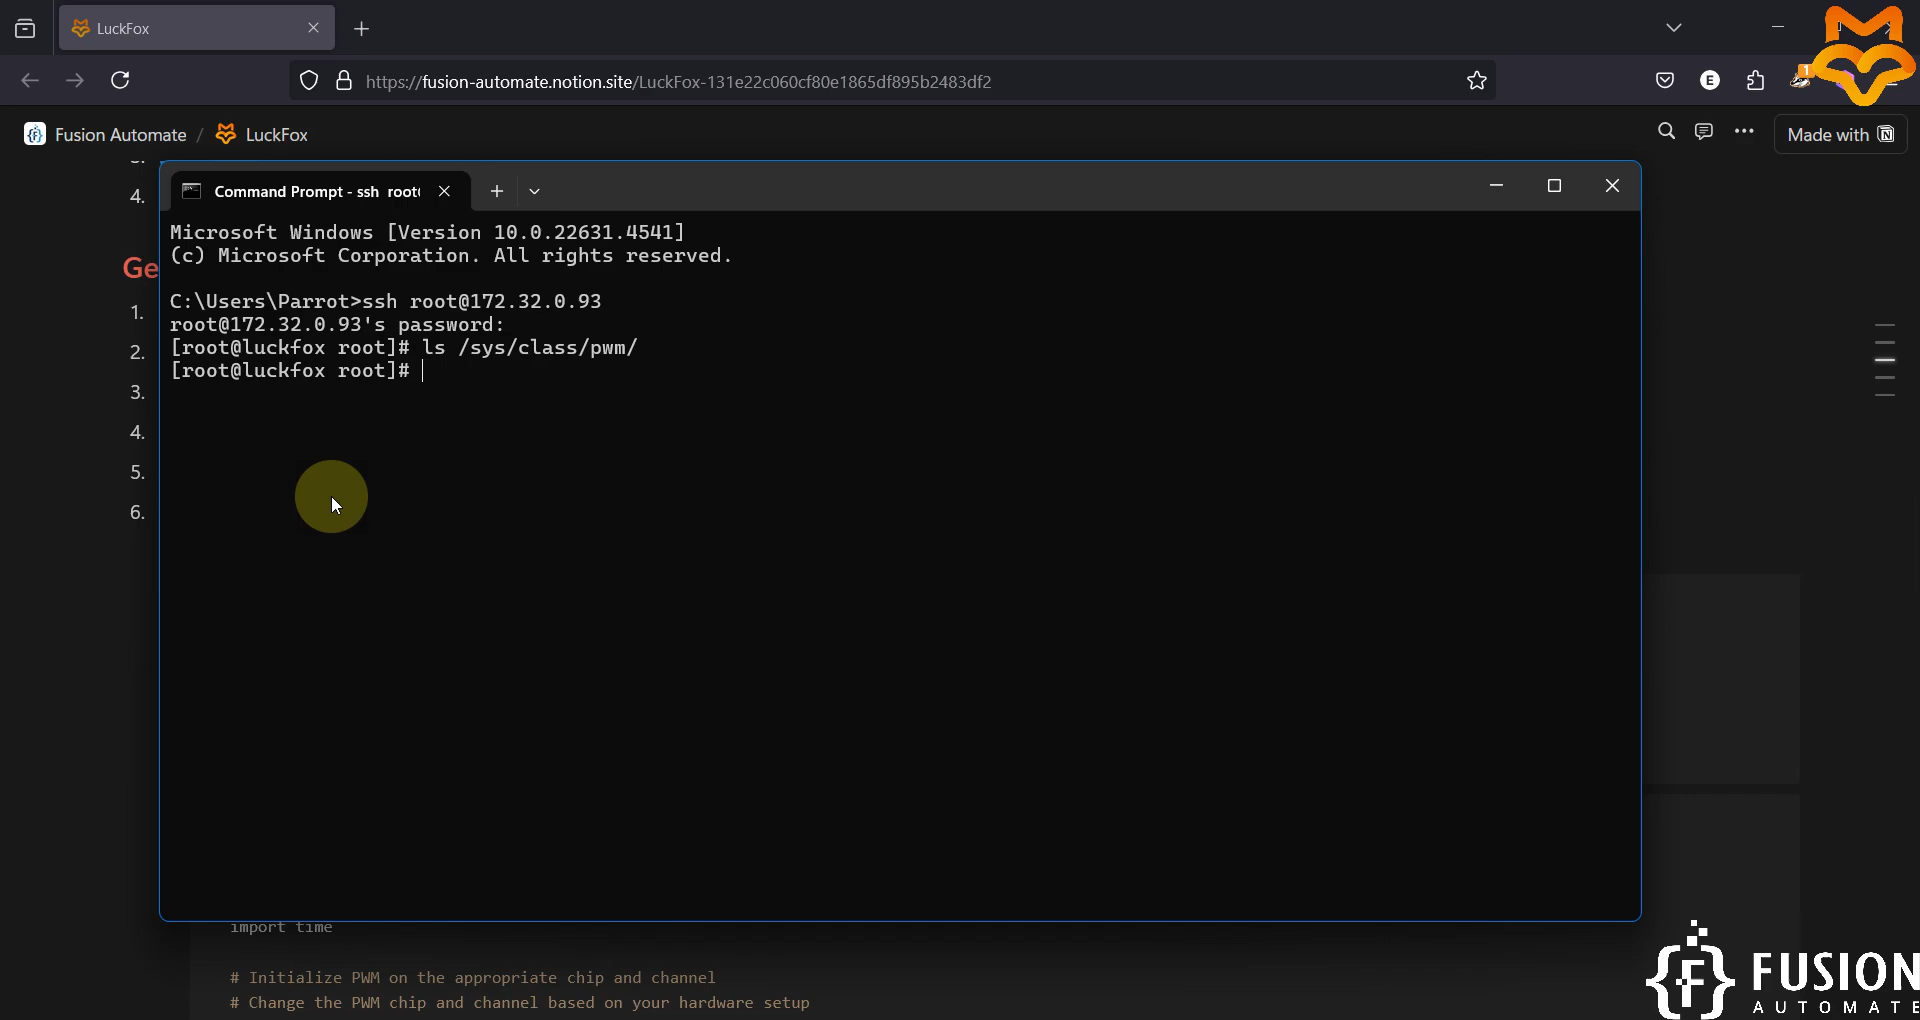 LuckFox
https://fusion-automate.notion.site/LuckFox-131e22c060cf80e1865df895b2483df2
E
1
Fusion Automate / LuckFox
Made with
4.
Command Prompt - ssh root
Microsoft Windows [Version 10.0.22631.4541]
(c) Microsoft Corporation. All rights reserved.
C:\Users\Parrot>ssh root@172.32.0.93
root@172.32.0.93's password:
[root@luckfox root]# ls /sys/class/pwm/
[root@luckfox root]#
Ge
1.
2.
3.
4.
5.
6.
import time
# Initialize PWM on the appropriate chip and channel
# Change the PWM chip and channel based on your hardware setup
{F} FUSION
AUTOMATE